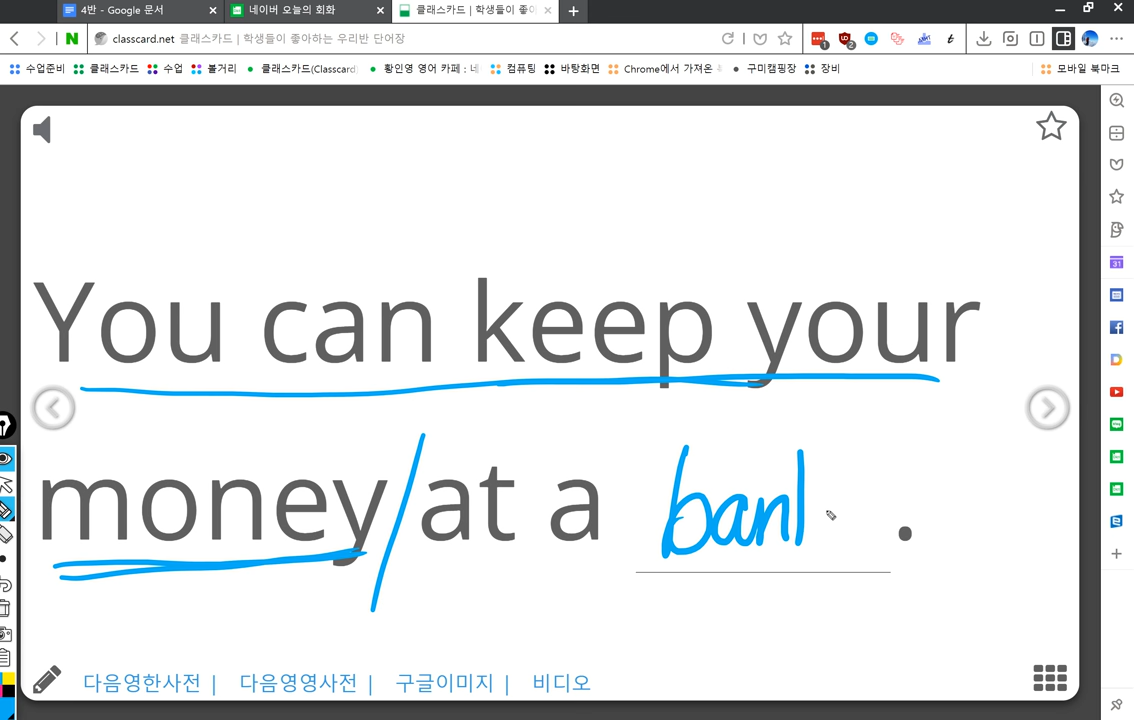 4반 - Google 문서
네이버 오늘의 회화
클래스카드 | 학생들이 좋아
classcard.net 클래스카드 | 학생들이 좋아하는 우리반 단어장
수업준비 클래스카드 수업 볼거리 클래스카드(Classcard) 황인영 영어 카페 ; 네 컴퓨팅 바탕화면 Chrome에서 가져온 구미캠핑장 장비 모바일 북마크
You can keep your
money/at a banl .
다음영한사전 | 다음영영사전 | 구글이미지 | 비디오